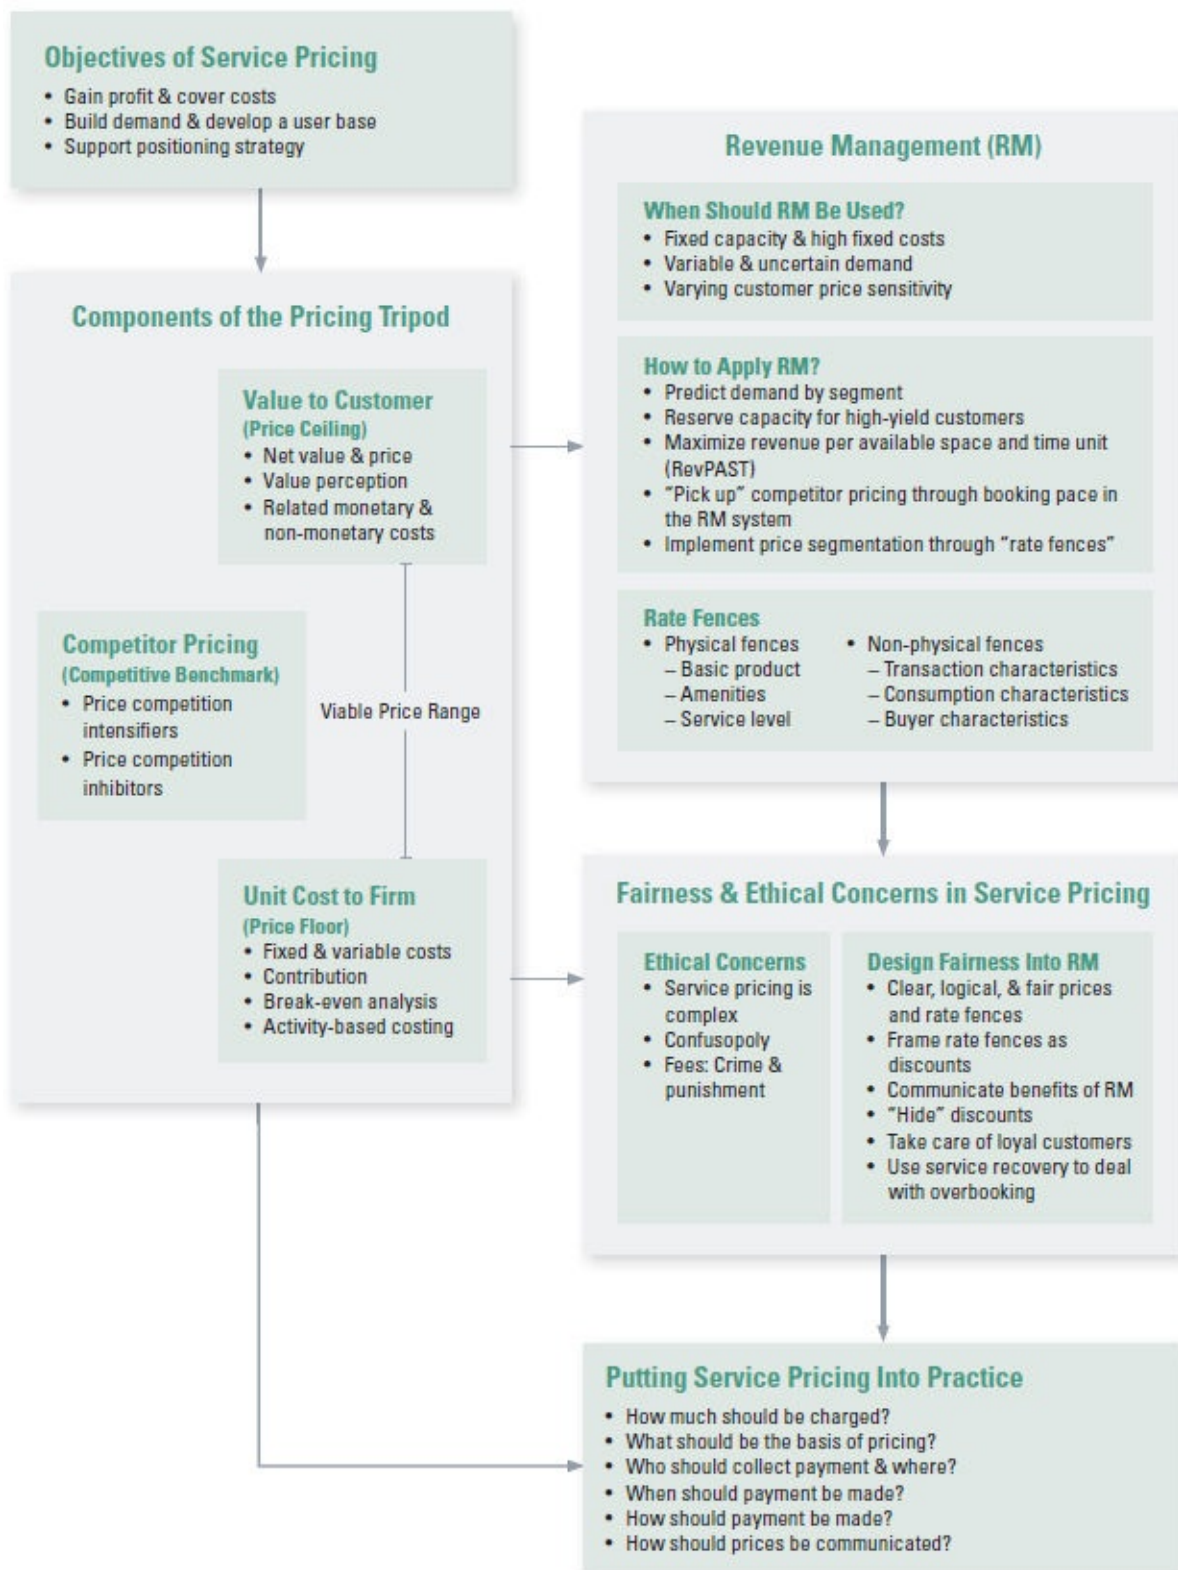 Objectives of Service Pricing
• Gain profit & cover costs
• Build demand & develop a user base
• Support positioning strategy
Components of the Pricing Tripod
Value to Customer
(Price Ceiling)
• Net value & price
• Value perception
• Related monetary &
non-monetary costs
Competitor Pricing
(Competitive Benchmark)
• Price competition
intensifiers
• Price competition
inhibitors
Viable Price Range
Unit Cost to Firm
(Price Floor)
• Fixed & variable costs
• Contribution
• Break-even analysis
• Activity-based costing
Revenue Management (RM)
When Should RM Be Used?
• Fixed capacity & high fixed costs
• Variable & uncertain demand
• Varying customer price sensitivity
How to Apply RM?
• Predict demand by segment
• Reserve capacity for high-yield customers
• Maximize revenue per available space and time unit
(RevPAST)
• “Pick up” competitor pricing through booking pace in
the RM system
• Implement price segmentation through “rate fences”
Rate Fences
• Physical fences
– Basic product
– Amenities
– Service level
• Non-physical fences
– Transaction characteristics
– Consumption characteristics
– Buyer characteristics
Fairness & Ethical Concerns in Service Pricing
Ethical Concerns
• Service pricing is
complex
• Confusopoly
• Fees: Crime &
punishment
Design Fairness Into RM
• Clear, logical, & fair prices
and rate fences
• Frame rate fences as
discounts
• Communicate benefits of RM
• “Hide” discounts
• Take care of loyal customers
• Use service recovery to deal
with overbooking
Putting Service Pricing Into Practice
• How much should be charged?
• What should be the basis of pricing?
• Who should collect payment & where?
• When should payment be made?
• How should payment be made?
• How should prices be communicated?